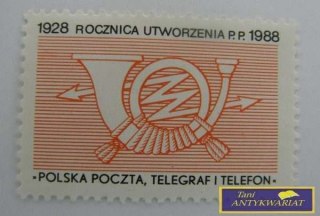 1928 ROCZNICA UTWORZENIA P.P. 1988
"POLSKA POCZTA, TELEGRAF I TELEFON"
Tani
ANTYKWARIAT